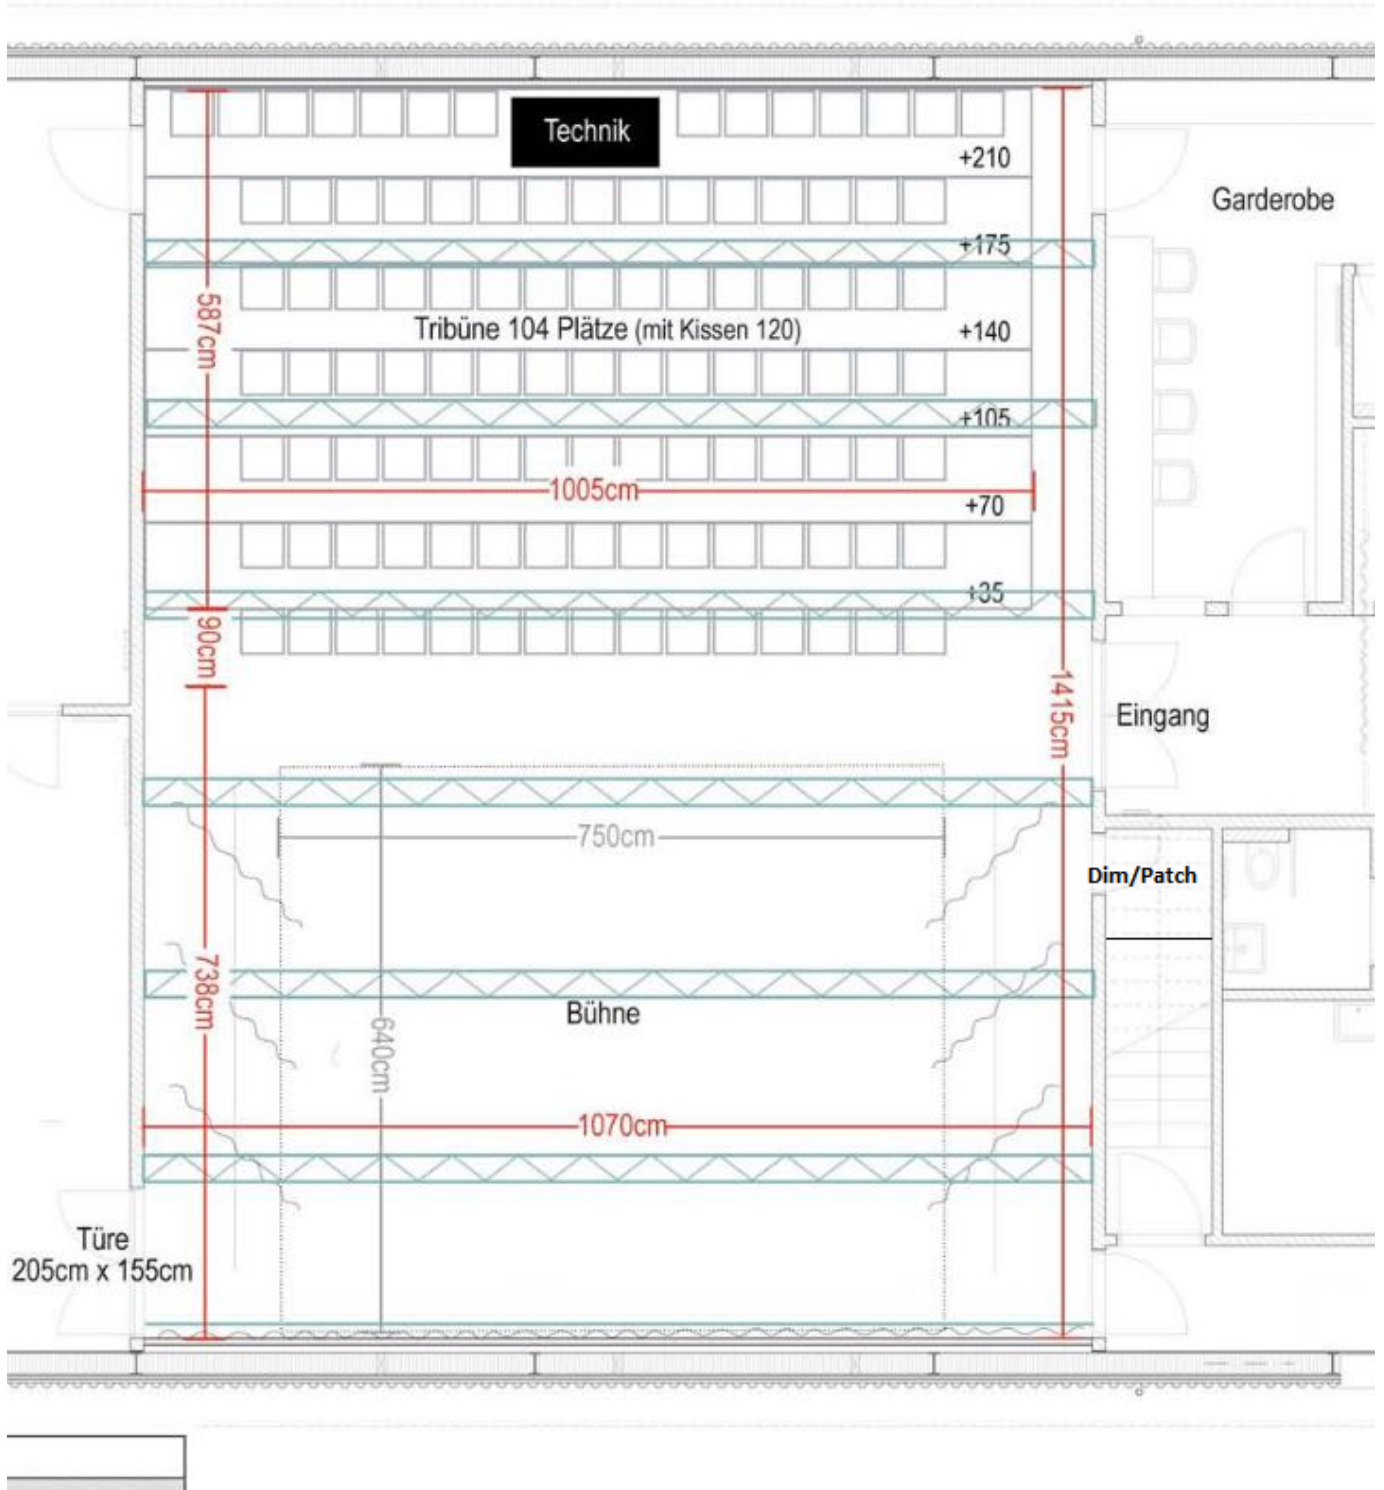 Technik
+210
Garderobe
+175
587cm
Tribüne 104 Plätze (mit Kissen 120)
+140
+105
1005cm
+70
+35
90cm
1415cm
Eingang
750cm
Dim/Patch
738cm
640cm
Bühne
1070cm
Türe
205cm x 155cm